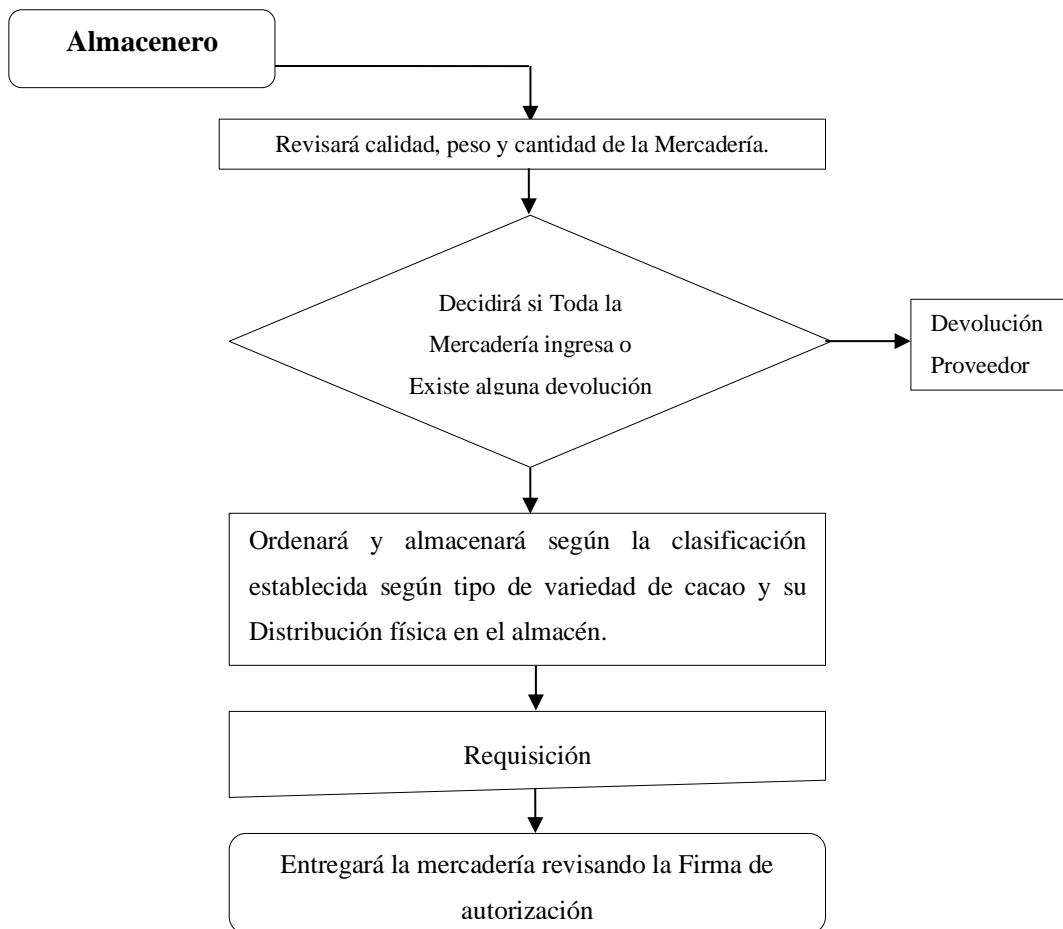 Almacenero
Revisará calidad, peso y cantidad de la Mercadería.
Decidirá si Toda la
Mercadería ingresa o
Existe alguna devolución
Devolución
Proveedor
Ordenará y almacenará según la clasificación
establecida según tipo de variedad de cacao y su
Distribución física en el almacén.
Requisición
Entregará la mercadería revisando la Firma de
autorización